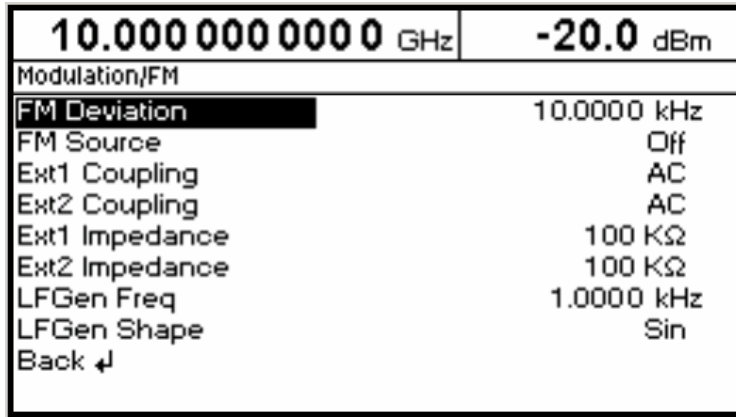 10.000 000 000 0 GHz -20.0 dBm
Modulation/FM
FM Deviation 10.0000 kHz
FM Source Off
Ext1 Coupling AC
Ext2 Coupling AC
Ext1 Impedance 100 KΩ
Ext2 Impedance 100 KΩ
LFGen Freq 1.0000 kHz
LFGen Shape Sin
Back ↲